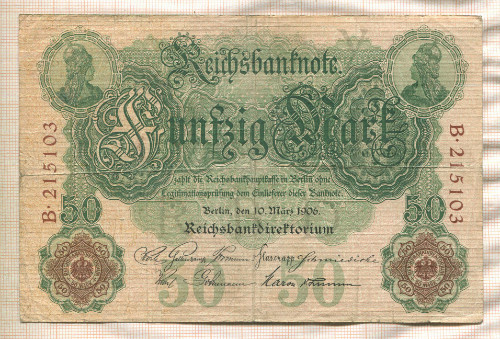 Reichsbanknote.
Fünfzig Mark
zahlt die Reichsbankhauptkasse in Berlin ohne
Legitimationsprüfung dem Einlieferer dieser Banknote.
Berlin, den 10. März 1906.
Reichsbankdirektorium
B·215103
B·215103
50
50
50
50